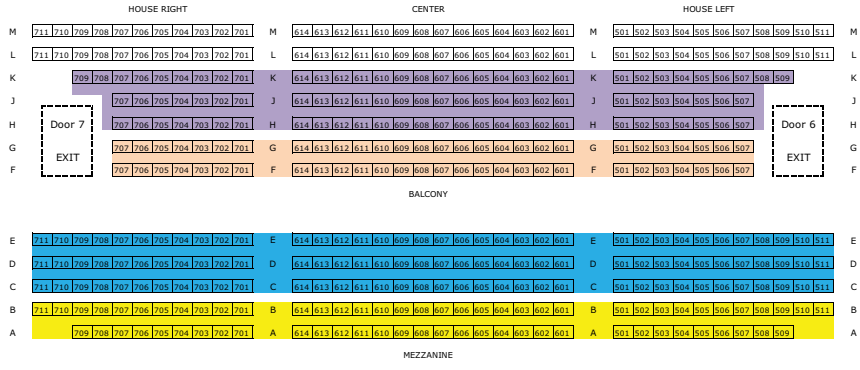 HOUSE RIGHT CENTER HOUSE LEFT
M 711 710 709 708 707 706 705 704 703 702 701 M 614 613 612 611 610 609 608 607 606 605 604 603 602 601 M 501 502 503 504 505 506 507 508 509 510 511 M
L 711 710 709 708 707 706 705 704 703 702 701 L 614 613 612 611 610 609 608 607 606 605 604 603 602 601 L 501 502 503 504 505 506 507 508 509 510 511 L
K 709 708 707 706 705 704 703 702 701 K 614 613 612 611 610 609 608 607 606 605 604 603 602 601 K 501 502 503 504 505 506 507 508 509 K
J 707 706 705 704 703 702 701 J 614 613 612 611 610 609 608 607 606 605 604 603 602 601 J 501 502 503 504 505 506 507 J
H Door 7 707 706 705 704 703 702 701 H 614 613 612 611 610 609 608 607 606 605 604 603 602 601 H 501 502 503 504 505 506 507 Door 6 H
G 707 706 705 704 703 702 701 G 614 613 612 611 610 609 608 607 606 605 604 603 602 601 G 501 502 503 504 505 506 507 G
EXIT EXIT
F 707 706 705 704 703 702 701 F 614 613 612 611 610 609 608 607 606 605 604 603 602 601 F 501 502 503 504 505 506 507 F
BALCONY
E 711 710 709 708 707 706 705 704 703 702 701 E 614 613 612 611 610 609 608 607 606 605 604 603 602 601 E 501 502 503 504 505 506 507 508 509 510 511 E
D 711 710 709 708 707 706 705 704 703 702 701 D 614 613 612 611 610 609 608 607 606 605 604 603 602 601 D 501 502 503 504 505 506 507 508 509 510 511 D
C 711 710 709 708 707 706 705 704 703 702 701 C 614 613 612 611 610 609 608 607 606 605 604 603 602 601 C 501 502 503 504 505 506 507 508 509 510 511 C
B 711 710 709 708 707 706 705 704 703 702 701 B 614 613 612 611 610 609 608 607 606 605 604 603 602 601 B 501 502 503 504 505 506 507 508 509 510 511 B
A 709 708 707 706 705 704 703 702 701 A 614 613 612 611 610 609 608 607 606 605 604 603 602 601 A 501 502 503 504 505 506 507 508 509 A
MEZZANINE